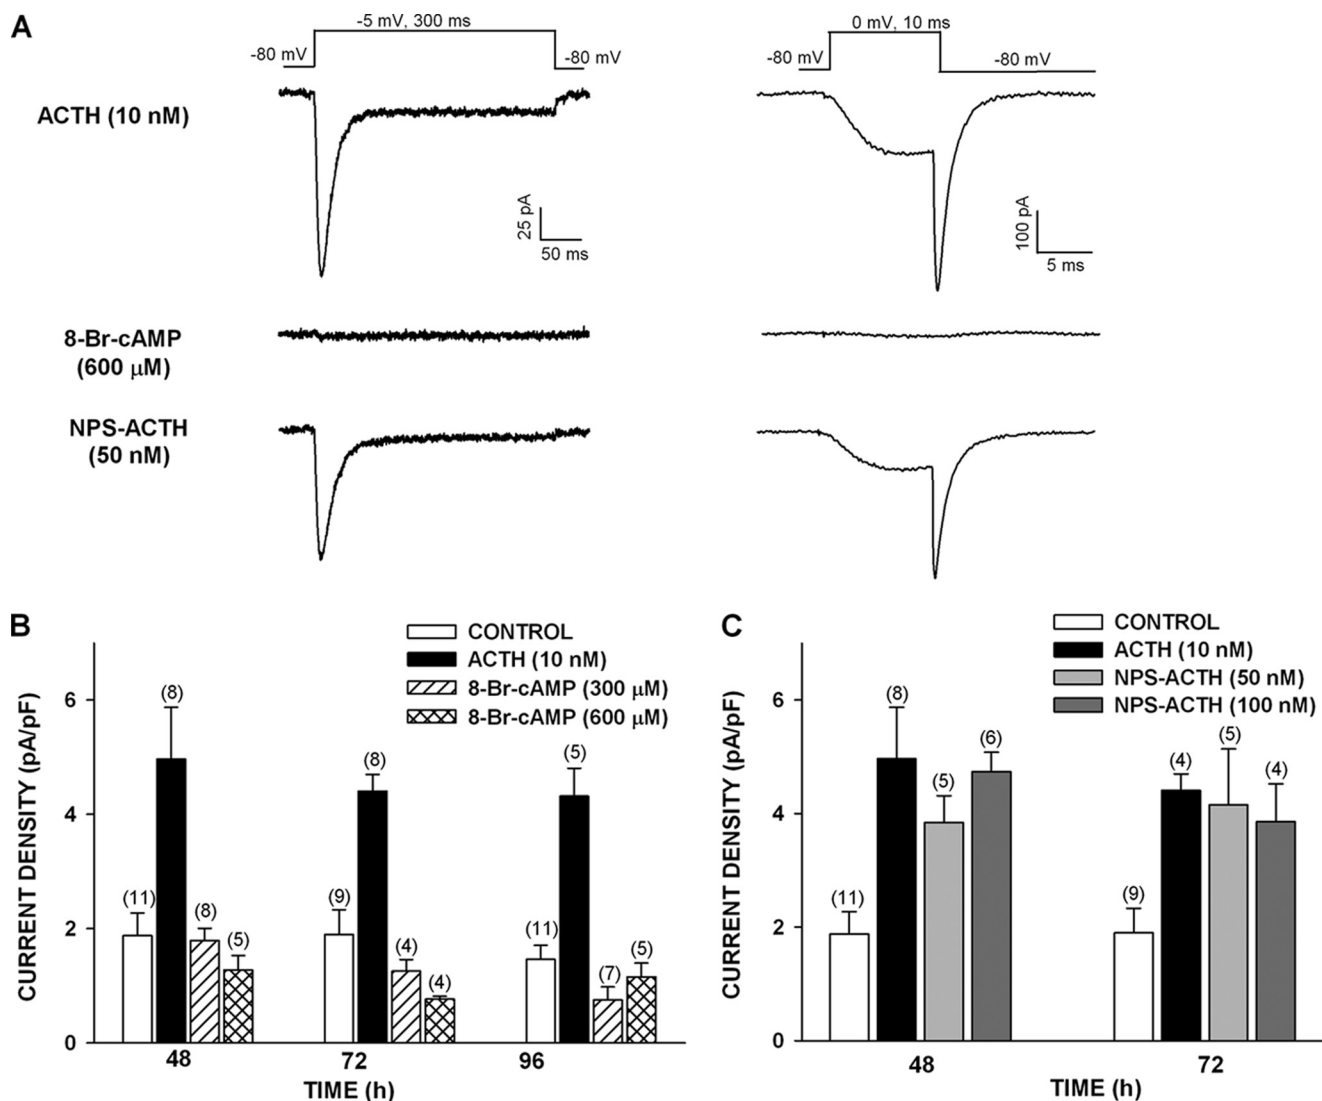 A
-5 mV, 300 ms
-80 mV
-80 mV
0 mV, 10 ms
-80 mV
-80 mV
ACTH (10 nM)
25 pA
50 ms
100 pA
5 ms
8-Br-cAMP
(600 μM)
NPS-ACTH
(50 nM)
B
CONTROL
ACTH (10 nM)
8-Br-cAMP (300 μM)
8-Br-cAMP (600 μM)
CURRENT DENSITY (pA/pF)
6
4
2
0
(11)
(8)
(8)
(5)
(9)
(8)
(4)
(4)
(11)
(5)
(7)
(5)
48
72
96
TIME (h)
C
CONTROL
ACTH (10 nM)
NPS-ACTH (50 nM)
NPS-ACTH (100 nM)
CURRENT DENSITY (pA/pF)
6
4
2
0
(11)
(8)
(5)
(6)
(9)
(4)
(5)
(4)
48
72
TIME (h)